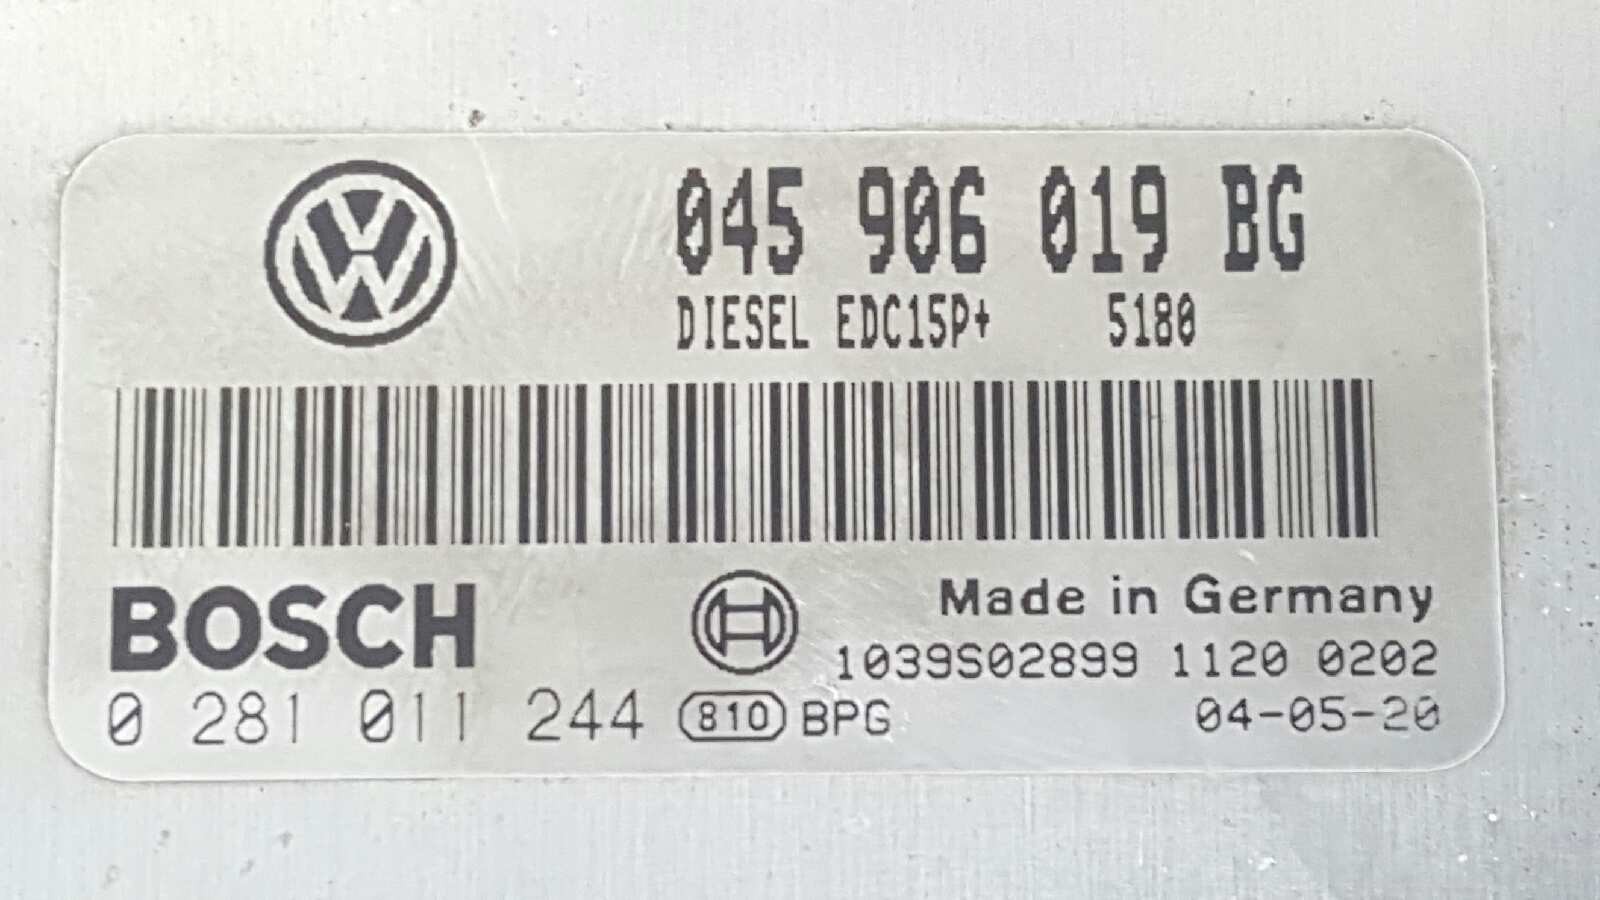 045 906 019 BG
DIESEL EDC15P+ 5180
BOSCH
Made in Germany
1039S02899 1120 0202
0 281 011 244 810 BPG 04-05-20